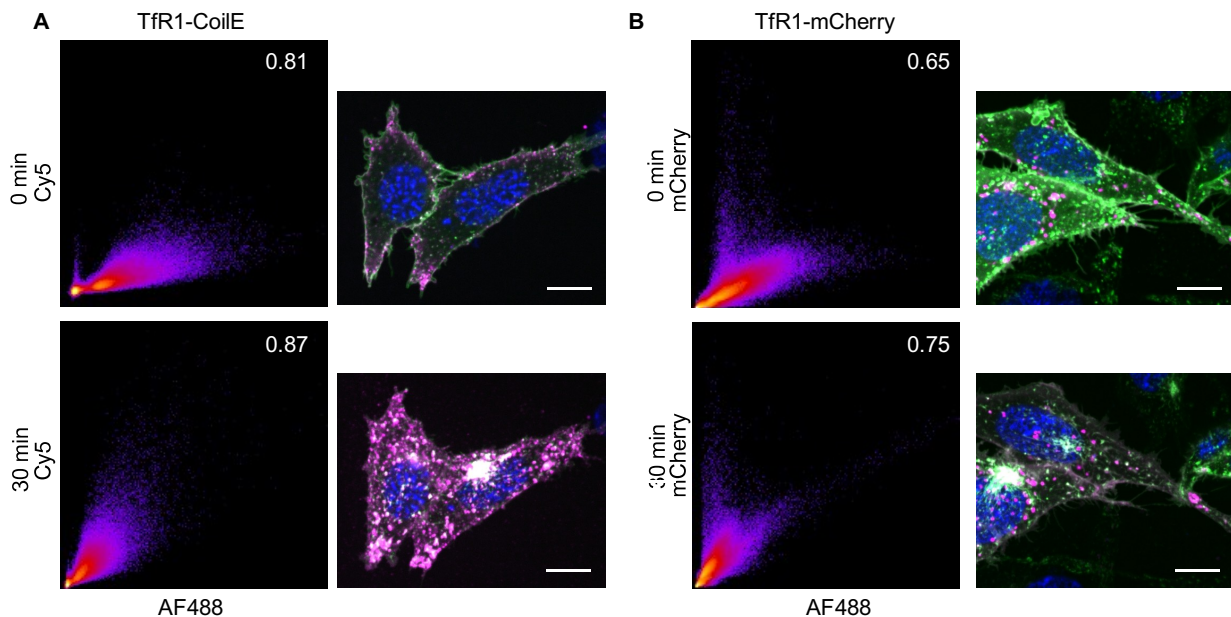 A
TfR1-CoilE
B
TfR1-mCherry
0.81
0.65
0 min
Cy5
0 min
mCherry
0.87
0.75
30 min
Cy5
30 min
mCherry
AF488
AF488